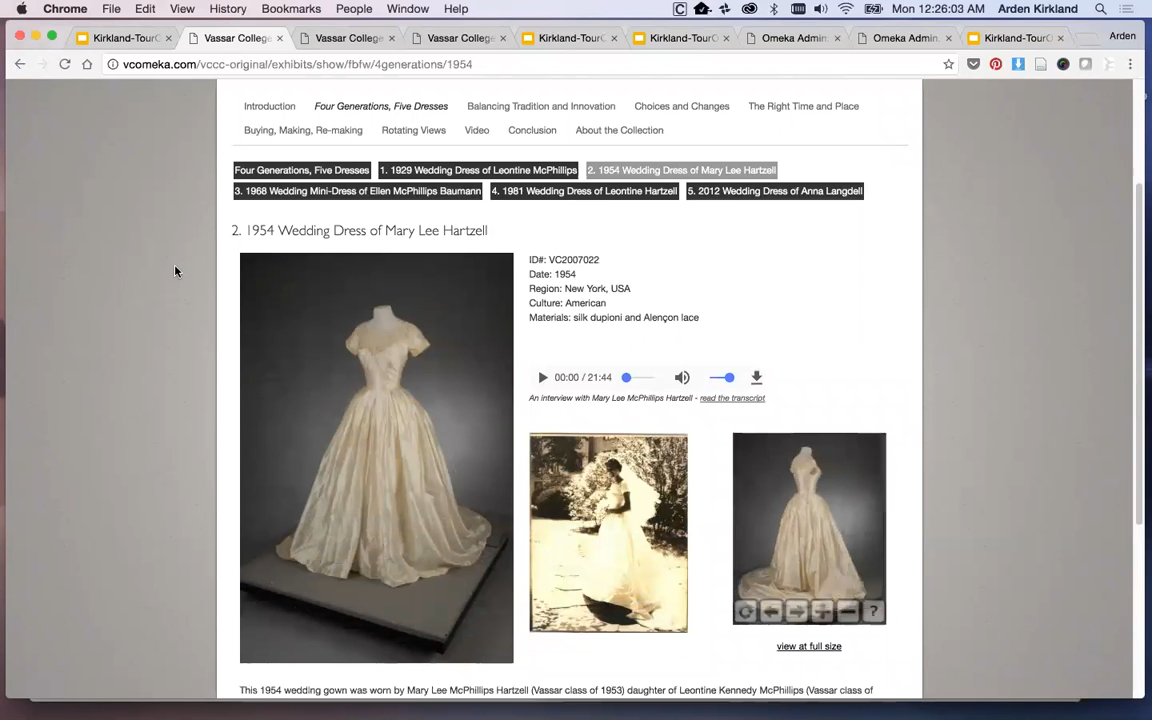 Chrome File Edit View History Bookmarks People Window Help Mon 12:26:03 AM Arden Kirkland
Kirkland-Tour Vassar College Vassar College Vassar College Kirkland-TourC Kirkland-TourC Omeka Admin Omeka Admin Kirkland-TourC Arden
vcomeka.com/vccc-original/exhibits/show/fbfw/4generations/1954
Introduction Four Generations, Five Dresses Balancing Tradition and Innovation Choices and Changes The Right Time and Place
Buying, Making, Re-making Rotating Views Video Conclusion About the Collection
Four Generations, Five Dresses 1. 1929 Wedding Dress of Leontine McPhillips 2. 1954 Wedding Dress of Mary Lee Hartzell
3. 1968 Wedding Mini-Dress of Ellen McPhillips Baumann 4. 1981 Wedding Dress of Leontine Hartzell 5. 2012 Wedding Dress of Anna Langdell
2. 1954 Wedding Dress of Mary Lee Hartzell
ID#: VC2007022
Date: 1954
Region: New York, USA
Culture: American
Materials: silk dupioni and Alençon lace
00:00 / 21:44
An interview with Mary Lee McPhillips Hartzell - read the transcript
?
view at full size
This 1954 wedding gown was worn by Mary Lee McPhillips Hartzell (Vassar class of 1953) daughter of Leontine Kennedy McPhillips (Vassar class of